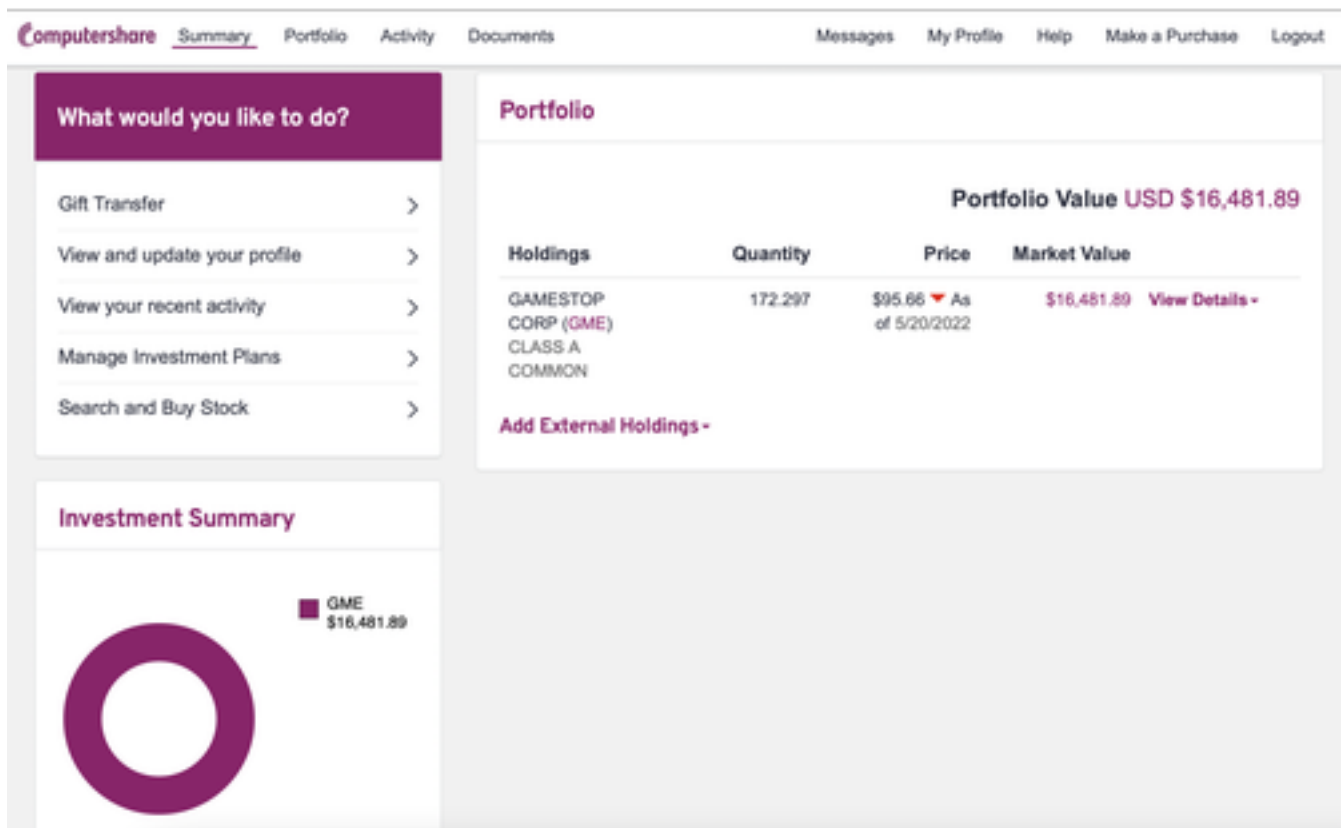 Computershare Summary Portfolio Activity Documents Messages My Profile Help Make a Purchase Logout
What would you like to do?
Gift Transfer
View and update your profile
View your recent activity
Manage Investment Plans
Search and Buy Stock
Portfolio
Portfolio Value USD $16,481.89
Holdings Quantity Price Market Value
GAMESTOP 172.297 $95.66 As $16,481.89 View Details
CORP (GME) of 5/20/2022
CLASS A
COMMON
Add External Holdings
Investment Summary
GME
$16,481.89